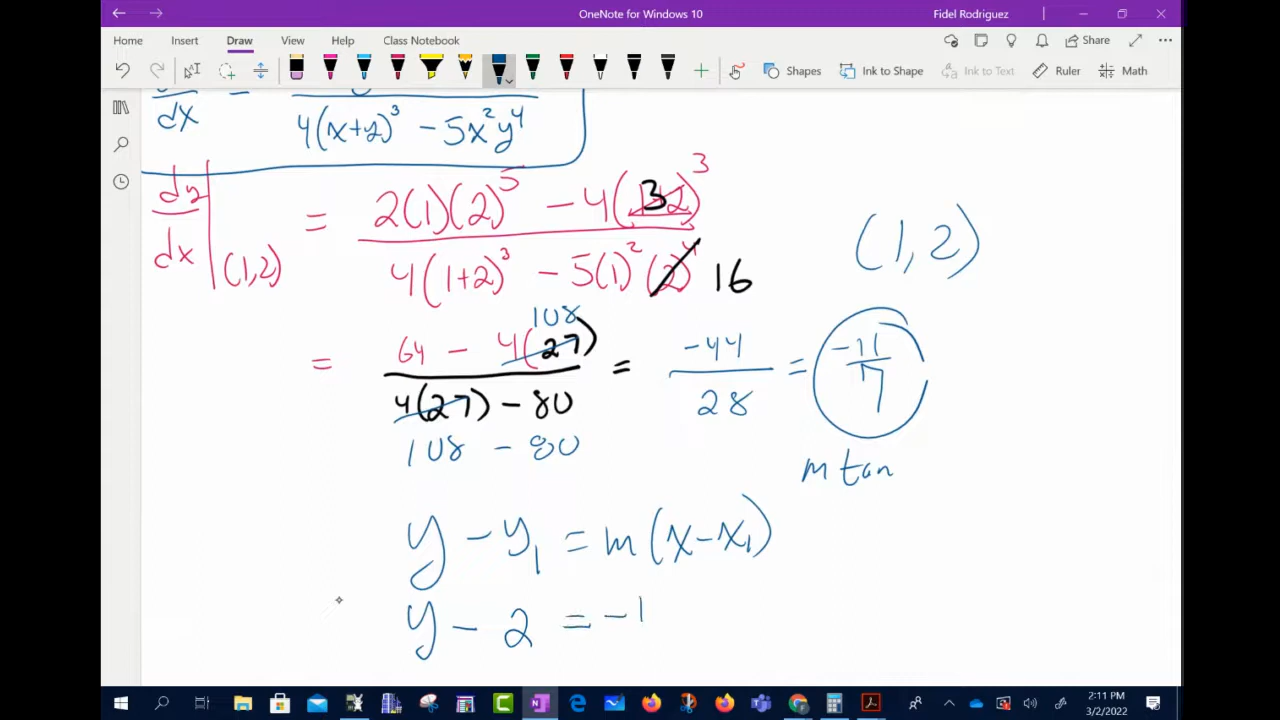 OneNote for Windows 10
Fidel Rodriguez
Home Insert Draw View Help Class Notebook
Share
Shapes Ink to Shape Ink to Text Ruler Math
dx = 4(x+y)³ - 5x²y⁴
dy/dx |(1,2) = 2(1)(2)⁵ - 4(1+2)³ 3
4(1+2)³ - 5(1)²(2)⁴ 16
(1,2)
108
= 64 - 4(27) / 4(27) - 80 = -44/28 = -11/7
108 - 80
m tan
y - y₁ = m(x-x₁)
y - 2 = -1
2:11 PM
3/2/2022